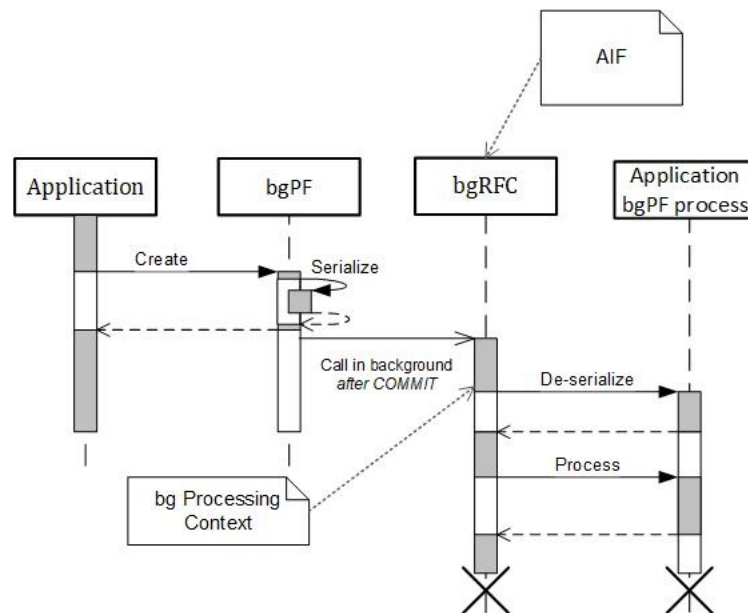 AIF
Application
bgPF
bgRFC
Application
bgPF process
Create
Serialize
Call in background
after COMMIT
De-serialize
Process
bg Processing
Context